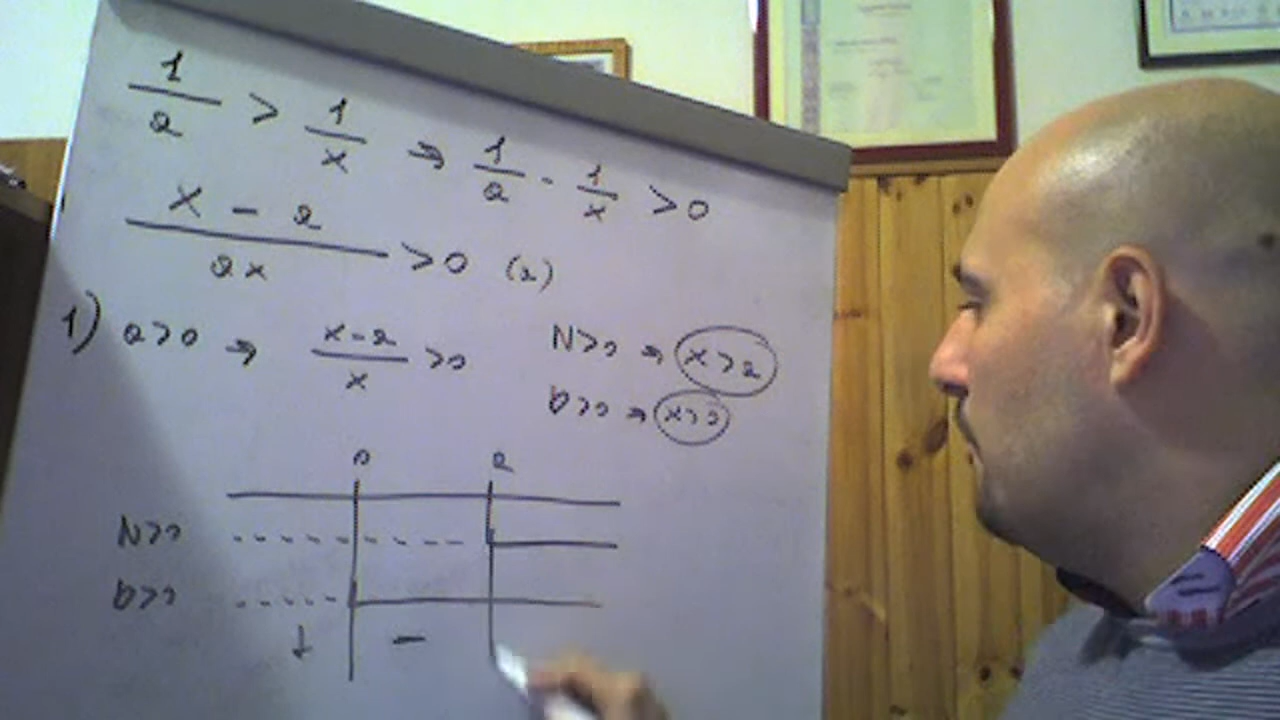 1/a > 1/x ⇒ 1/a - 1/x > 0
x - a / ax > 0 (a)
1) a>0 ⇒ x-a / x >0 N>0 ⇒ x>a
D>0 ⇒ x>0
0 a
N>0
D>0
+ -